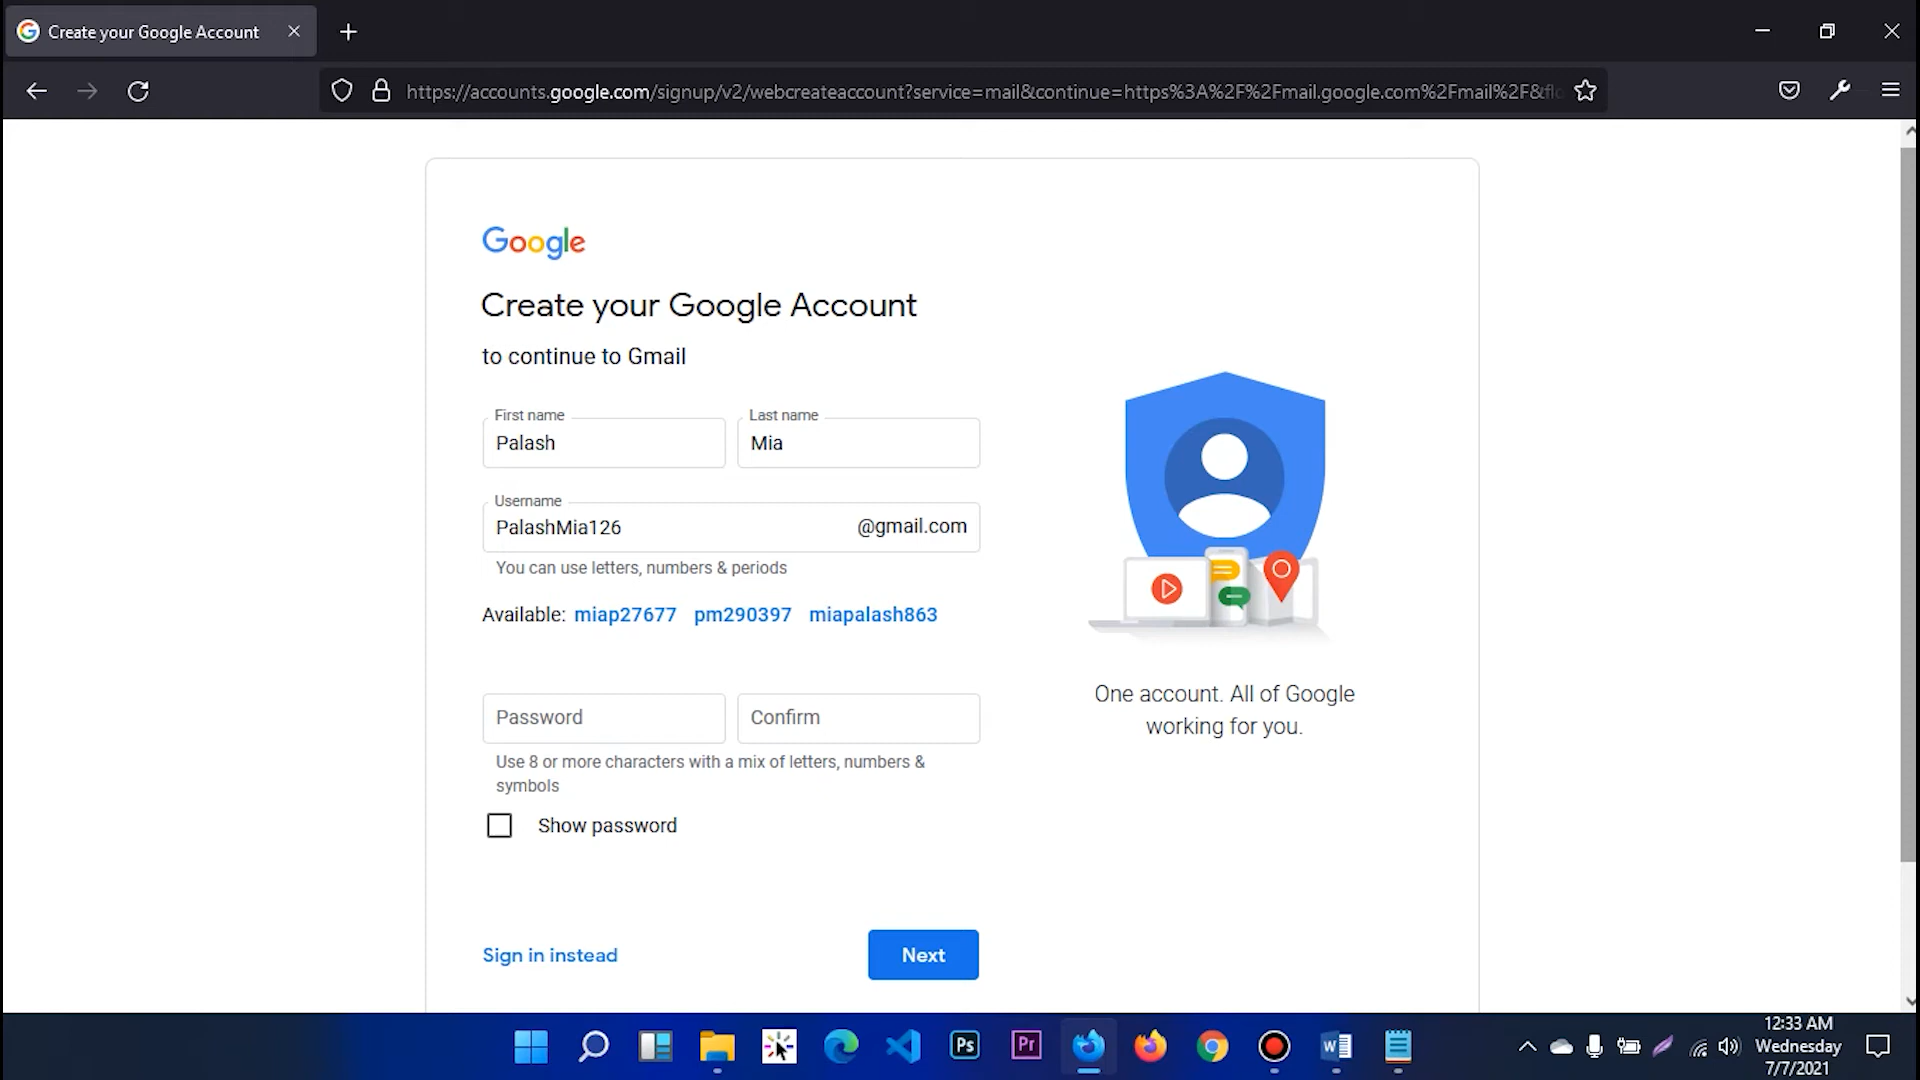 Create your Google Account
https://accounts.google.com/signup/v2/webcreateaccount?service=mail&continue=https%3A%2F%2Fmail.google.com%2Fmail%2F&flo
Google
Create your Google Account
to continue to Gmail
First name
Last name
Palash
Mia
Username
PalashMia126
@gmail.com
You can use letters, numbers & periods
Available: miap27677 pm290397 miapalash863
Password
Confirm
Use 8 or more characters with a mix of letters, numbers &
symbols
Show password
One account. All of Google
working for you.
Sign in instead
Next
Ps
Pr
W
12:33 AM
Wednesday
7/7/2021